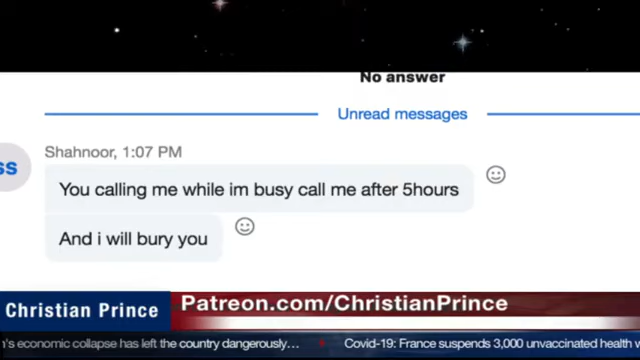 No answer
Unread messages
ss
Shahnoor, 1:07 PM
You calling me while im busy call me after 5hours
And i will bury you
Christian Prince
Patreon.com/ChristianPrince
n's economic collapse has left the country dangerously… Covid-19: France suspends 3,000 unvaccinated health